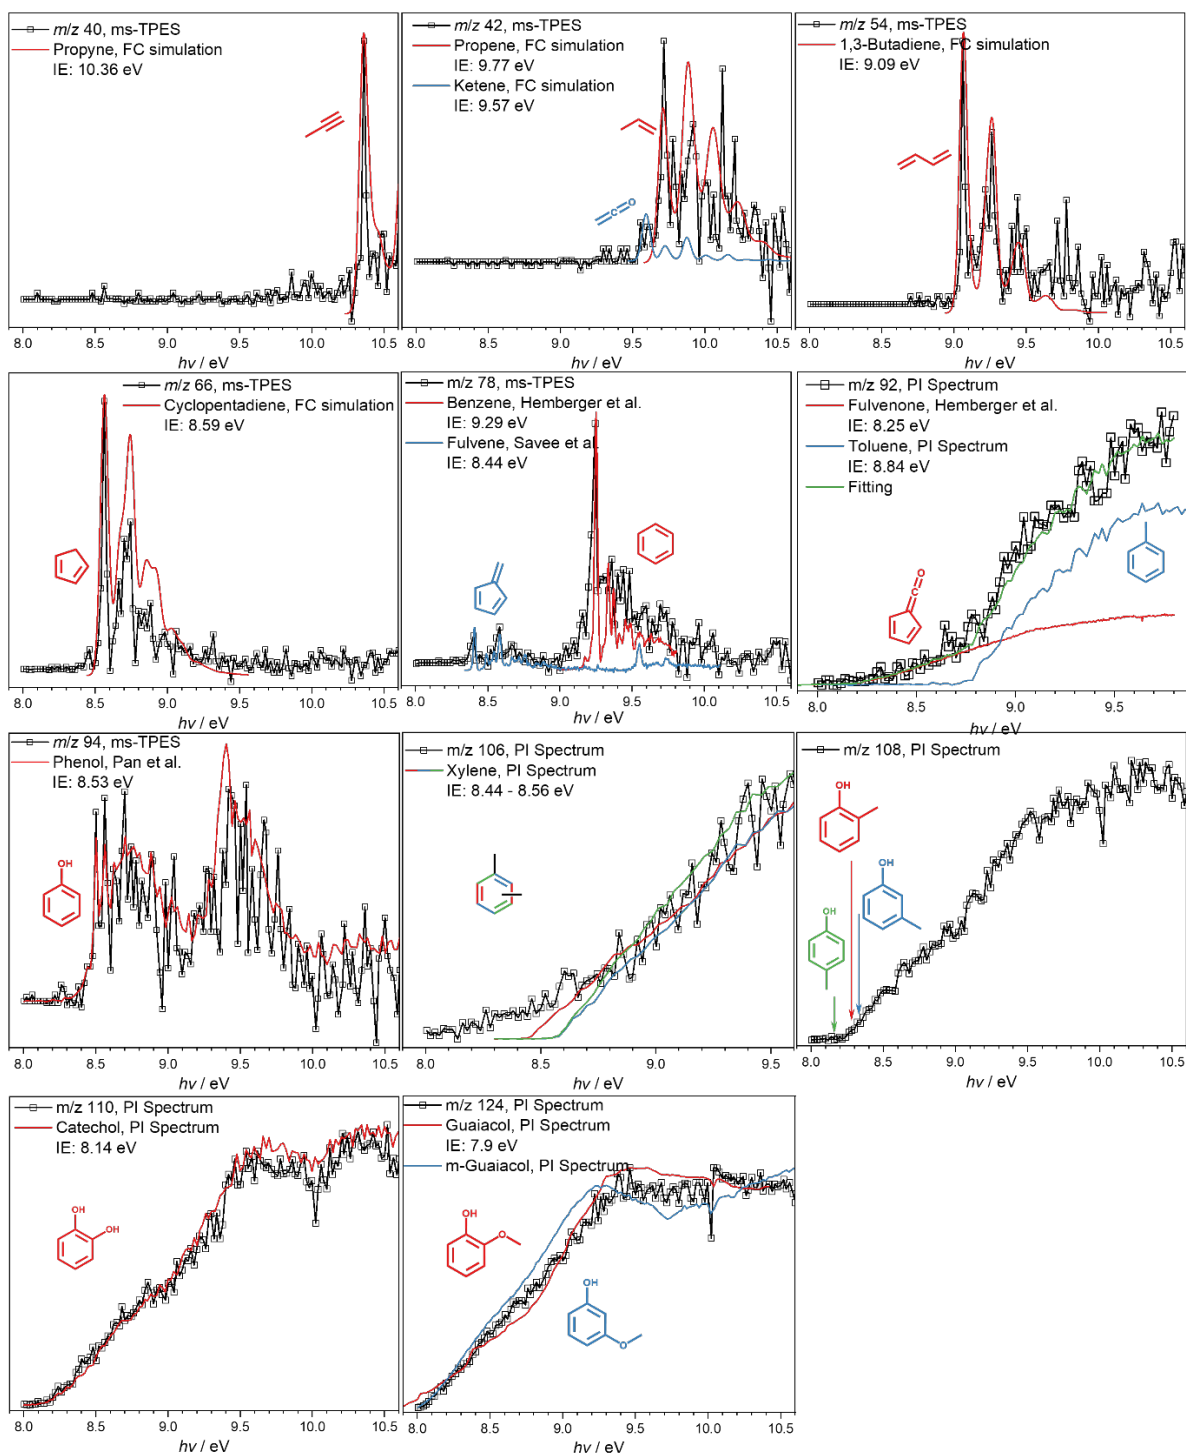 m/z 40, ms-TPES
Propyne, FC simulation
IE: 10.36 eV
8.0 8.5 9.0 9.5 10.0 10.5
hv / eV
m/z 42, ms-TPES
Propene, FC simulation
IE: 9.77 eV
Ketene, FC simulation
IE: 9.57 eV
O
8.0 8.5 9.0 9.5 10.0 10.5
hv / eV
m/z 54, ms-TPES
1,3-Butadiene, FC simulation
IE: 9.09 eV
8.0 8.5 9.0 9.5 10.0 10.5
hv / eV
m/z 66, ms-TPES
Cyclopentadiene, FC simulation
IE: 8.59 eV
8.0 8.5 9.0 9.5 10.0 10.5
hv / eV
m/z 78, ms-TPES
Benzene, Hemberger et al.
IE: 9.29 eV
Fulvene, Savee et al.
IE: 8.44 eV
8.0 8.5 9.0 9.5 10.0 10.5
hv / eV
m/z 92, PI Spectrum
Fulvenone, Hemberger et al.
IE: 8.25 eV
Toluene, PI Spectrum
IE: 8.84 eV
Fitting
O
8.0 8.5 9.0 9.5
hv / eV
m/z 94, ms-TPES
Phenol, Pan et al.
IE: 8.53 eV
OH
8.0 8.5 9.0 9.5 10.0 10.5
hv / eV
m/z 106, PI Spectrum
Xylene, PI Spectrum
IE: 8.44 - 8.56 eV
8.0 8.5 9.0 9.5
hv / eV
m/z 108, PI Spectrum
OH
OH
OH
8.0 8.5 9.0 9.5 10.0 10.5
hv / eV
m/z 110, PI Spectrum
Catechol, PI Spectrum
IE: 8.14 eV
OH
OH
8.0 8.5 9.0 9.5 10.0 10.5
hv / eV
m/z 124, PI Spectrum
Guaiacol, PI Spectrum
IE: 7.9 eV
m-Guaiacol, PI Spectrum
OH
O
OH
O
8.0 8.5 9.0 9.5 10.0 10.5
hv / eV